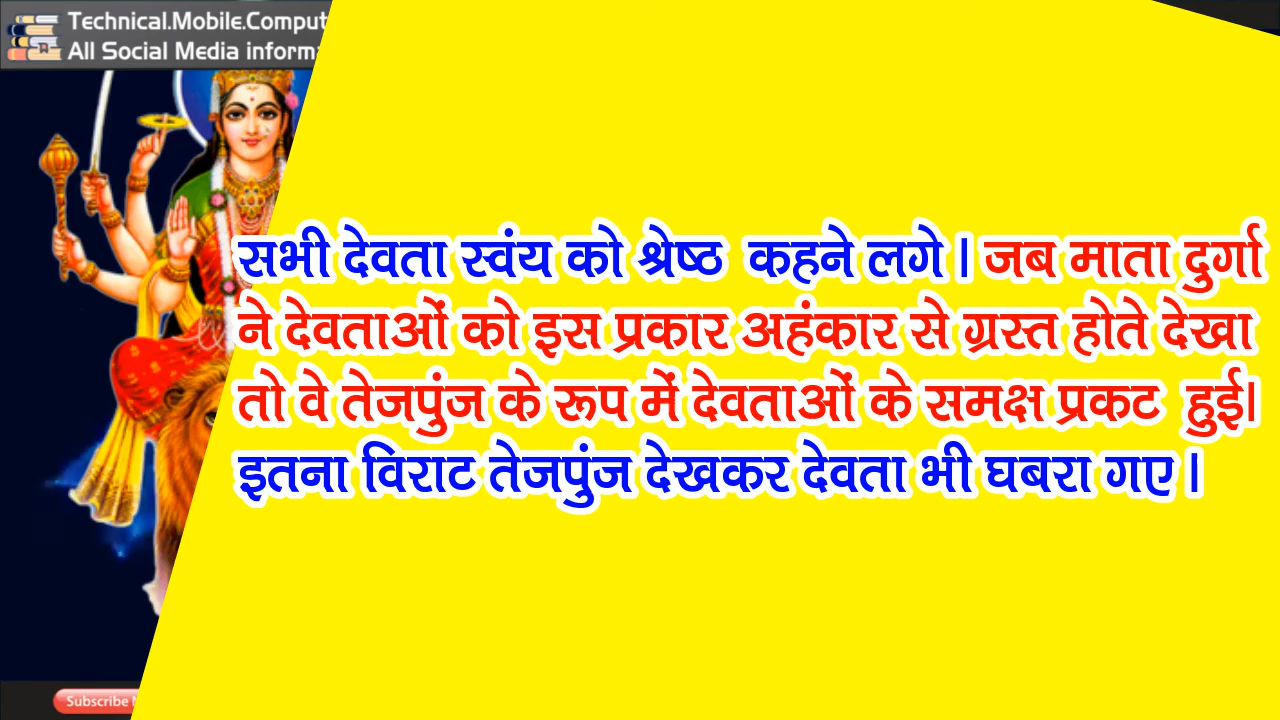 Technical.Mobile.Comput
All Social Media informa
सभी देवता स्वंय को श्रेष्ठ कहने लगे । जब माता दुर्गा
ने देवताओं को इस प्रकार अहंकार से ग्रस्त होते देखा
तो वे तेजपुंज के रूप में देवताओं के समक्ष प्रकट हुई।
इतना विराट तेजपुंज देखकर देवता भी घबरा गए ।
Subscribe